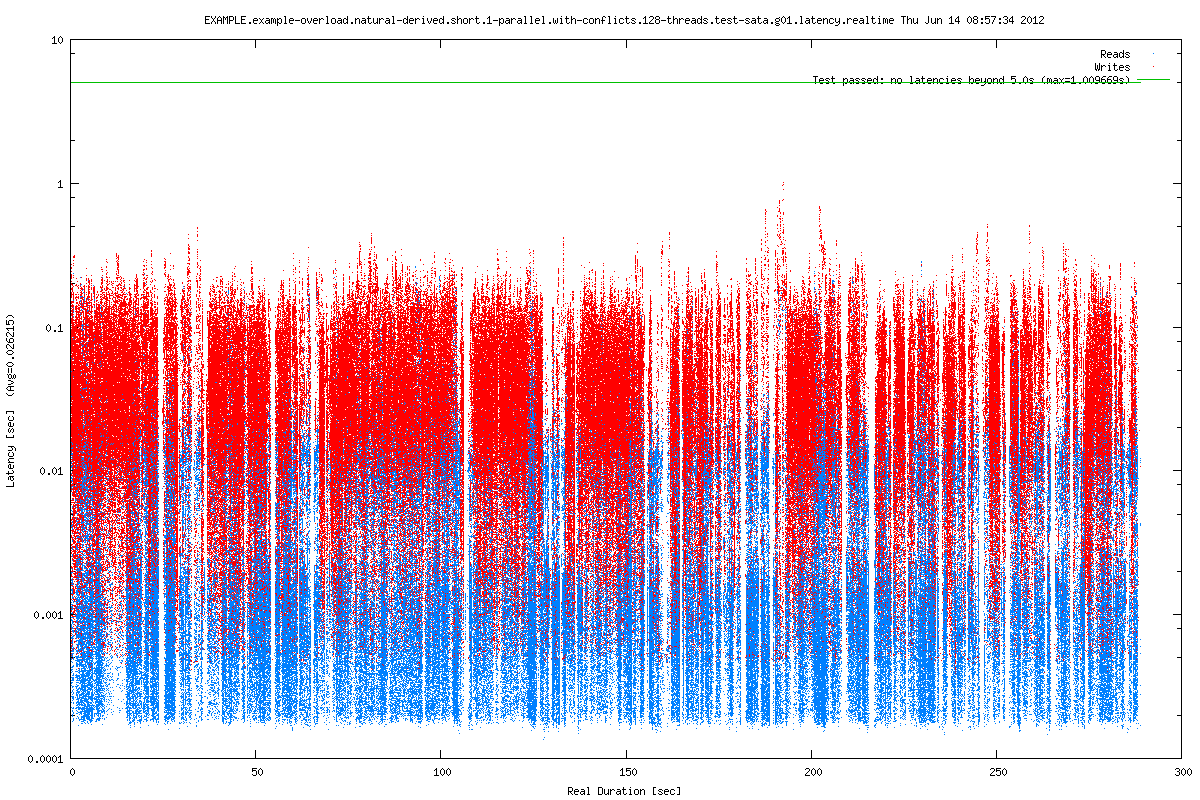 EXAMPLE.example-overload.natural-derived.short.1-parallel.with-conflicts.128-threads.test-sata.g01.latency.realtime Thu Jun 14 08:57:34 2012
Reads
Writes
Test passed: no latencies beyond 5.0s (max=1.009669s)
10
1
0.1
0.01
0.001
0.0001
Latency [sec] (Avg=0.026215)
0 50 100 150 200 250 300
Real Duration [sec]